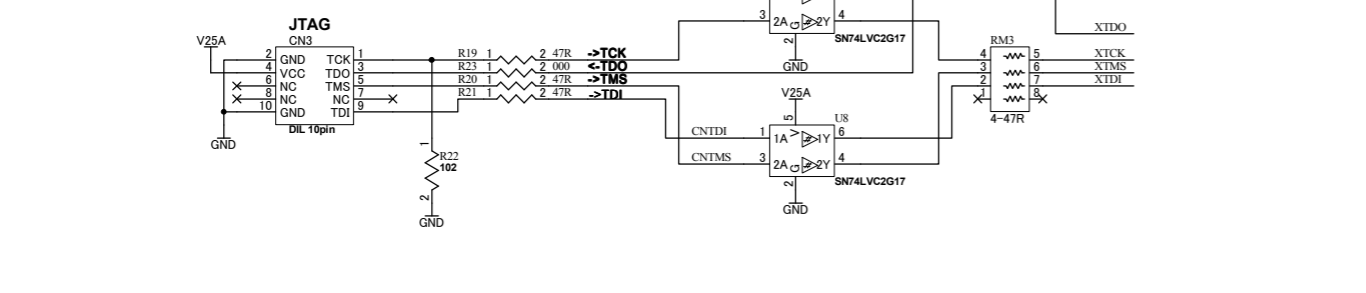 3 2A G 2Y 4
SN74LVC2G17
2
GND
XTDO
JTAG
CN3
V25A
2 GND TCK 1
4 VCC TDO 3
6 NC TMS 5
8 NC NC 7
10 GND TDI 9
DIL 10pin
GND
R19 1 2 47R ->TCK
R23 1 2 000 <-TDO
R20 1 2 47R ->TMS
R21 1 2 47R ->TDI
1
R22
102
2
GND
V25A
5
U8
CNTDI 1 1A V 1Y 6
CNTMS 3 2A G 2Y 4
SN74LVC2G17
2
GND
RM3
4 5 XTCK
3 6 XTMS
2 7 XTDI
1 8
4-47R